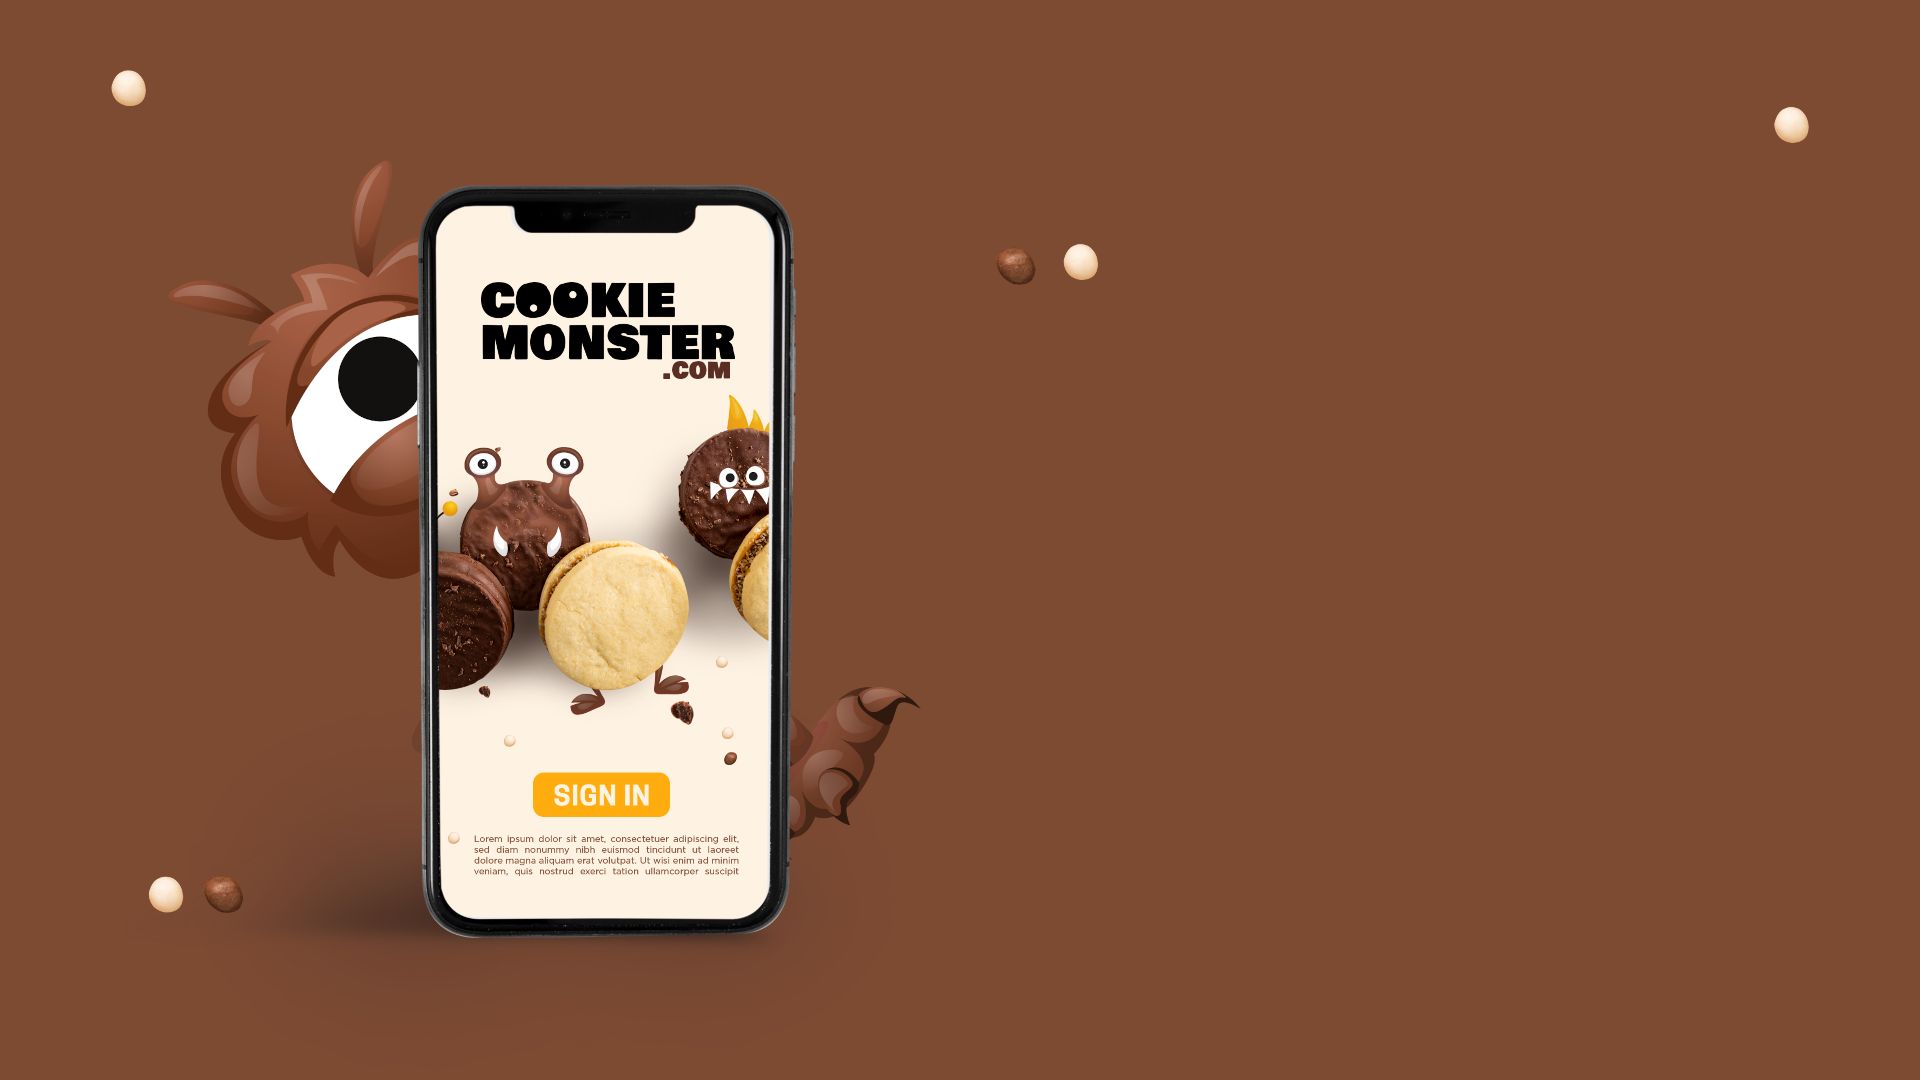 COOKIE
MONSTER
.COM
SIGN IN
Lorem ipsum dolor sit amet, consectetuer adipiscing elit,
sed diam nonummy nibh euismod tincidunt ut laoreet
dolore magna aliquam erat volutpat. Ut wisi enim ad minim
veniam, quis nostrud exerci tation ullamcorper suscipit